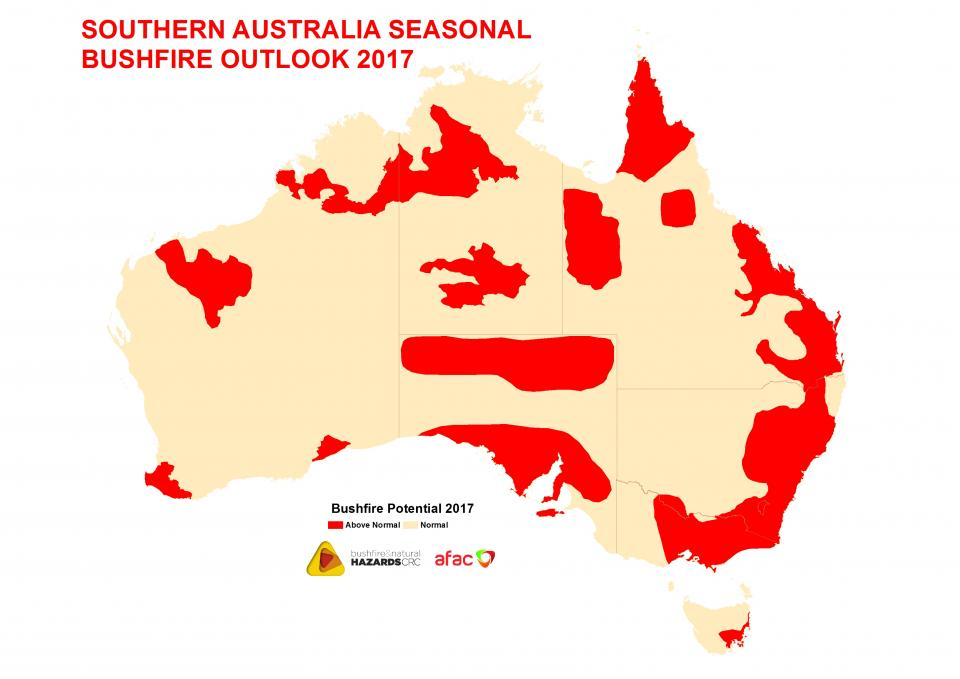 SOUTHERN AUSTRALIA SEASONAL
BUSHFIRE OUTLOOK 2017
Bushfire Potential 2017
Above Normal Normal
bushfire&natural
HAZARDSCRC
afac